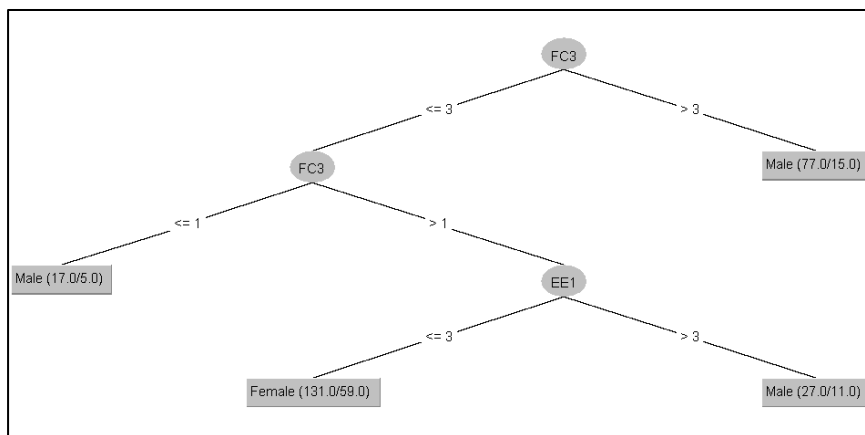 FC3
<= 3
> 3
FC3
Male (77.0/15.0)
<= 1
> 1
Male (17.0/5.0)
EE1
<= 3
> 3
Female (131.0/59.0)
Male (27.0/11.0)